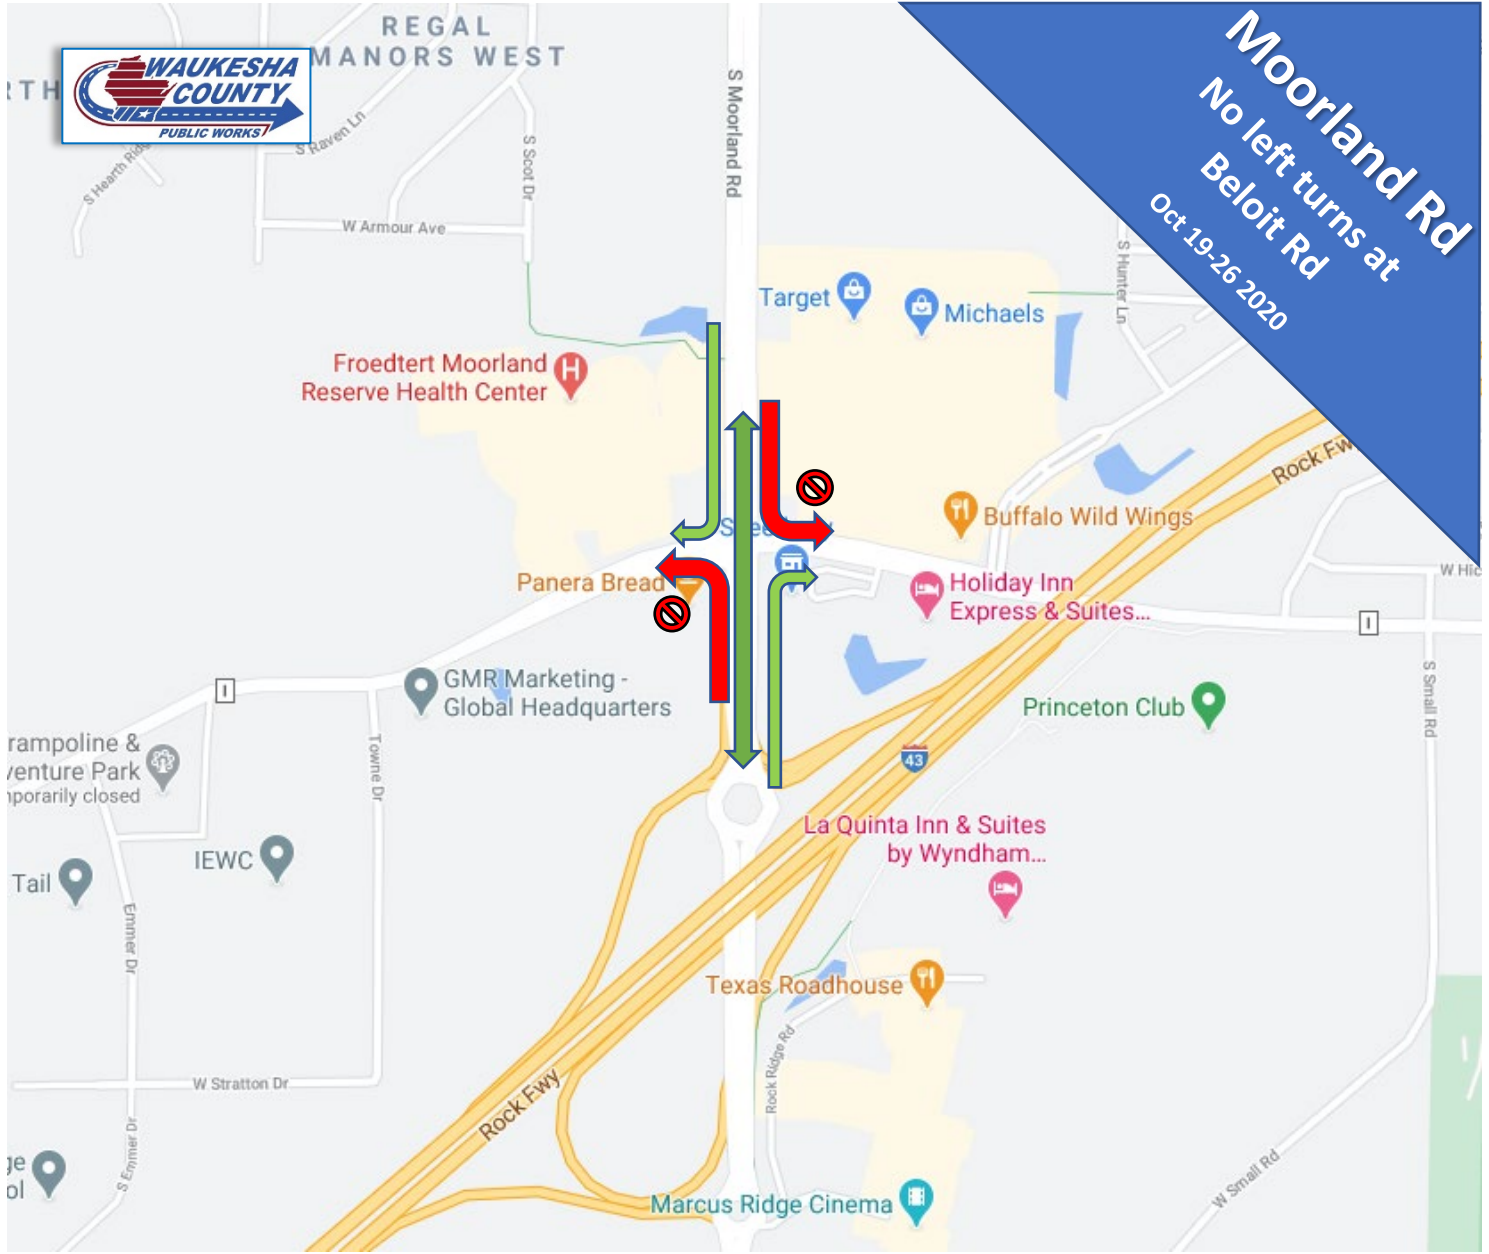 REGAL
MANORS WEST
RTH
WAUKESHA
COUNTY
PUBLIC WORKS
S Raven Ln
S Hearth Ridge
S Scot Dr
W Armour Ave
S Moorland Rd
Moorland Rd
No left turns at
Beloit Rd
Oct 19-26 2020
S Hunter Ln
Target
Michaels
Froedtert Moorland
Reserve Health Center
Rock Fw
Buffalo Wild Wings
Panera Bread
Holiday Inn
Express & Suites...
W Hic
I
I
GMR Marketing -
Global Headquarters
Princeton Club
S Small Rd
rampoline &
venture Park
nporarily closed
Towne Dr
43
La Quinta Inn & Suites
by Wyndham...
IEWC
Tail
Emmer Dr
Texas Roadhouse
Rock Ridge Rd
W Stratton Dr
Rock Fwy
S Emmer Dr
ge
ol
W Small Rd
Marcus Ridge Cinema